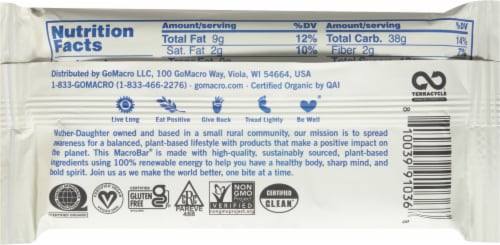 Nutrition
Facts
Amount/serving %DV
Total Fat 9g 12%
Sat. Fat 2g 10%
Amount/serving %DV
Total Carb. 38g 14%
Fiber 2g
Distributed by GoMacro LLC, 100 GoMacro Way, Viola, WI 54664, USA
1-833-GOMACRO (1-833-466-2276) · gomacro.com · Certified Organic by QAI
Live Long
Eat Positive
Give Back
Tread Lightly
Be Well
TERRACYCLE
ther-Daughter owned and based in a small rural community, our mission is to spread
awareness for a balanced, plant-based lifestyle with products that make a positive impact on
the planet. This MacroBar® is made with high-quality, sustainably sourced, plant-based
ingredients using 100% renewable energy to help you have a healthy body, sharp mind, and
bold spirit. Join us as we make the world better, one bite at a time.
CERTIFIED
GLUTEN
FREE
PAREVE
488
NON
GMO
Project
VERIFIED
nongmoproject.org
CERTIFIED
CLEAN
8 10039 91036 8